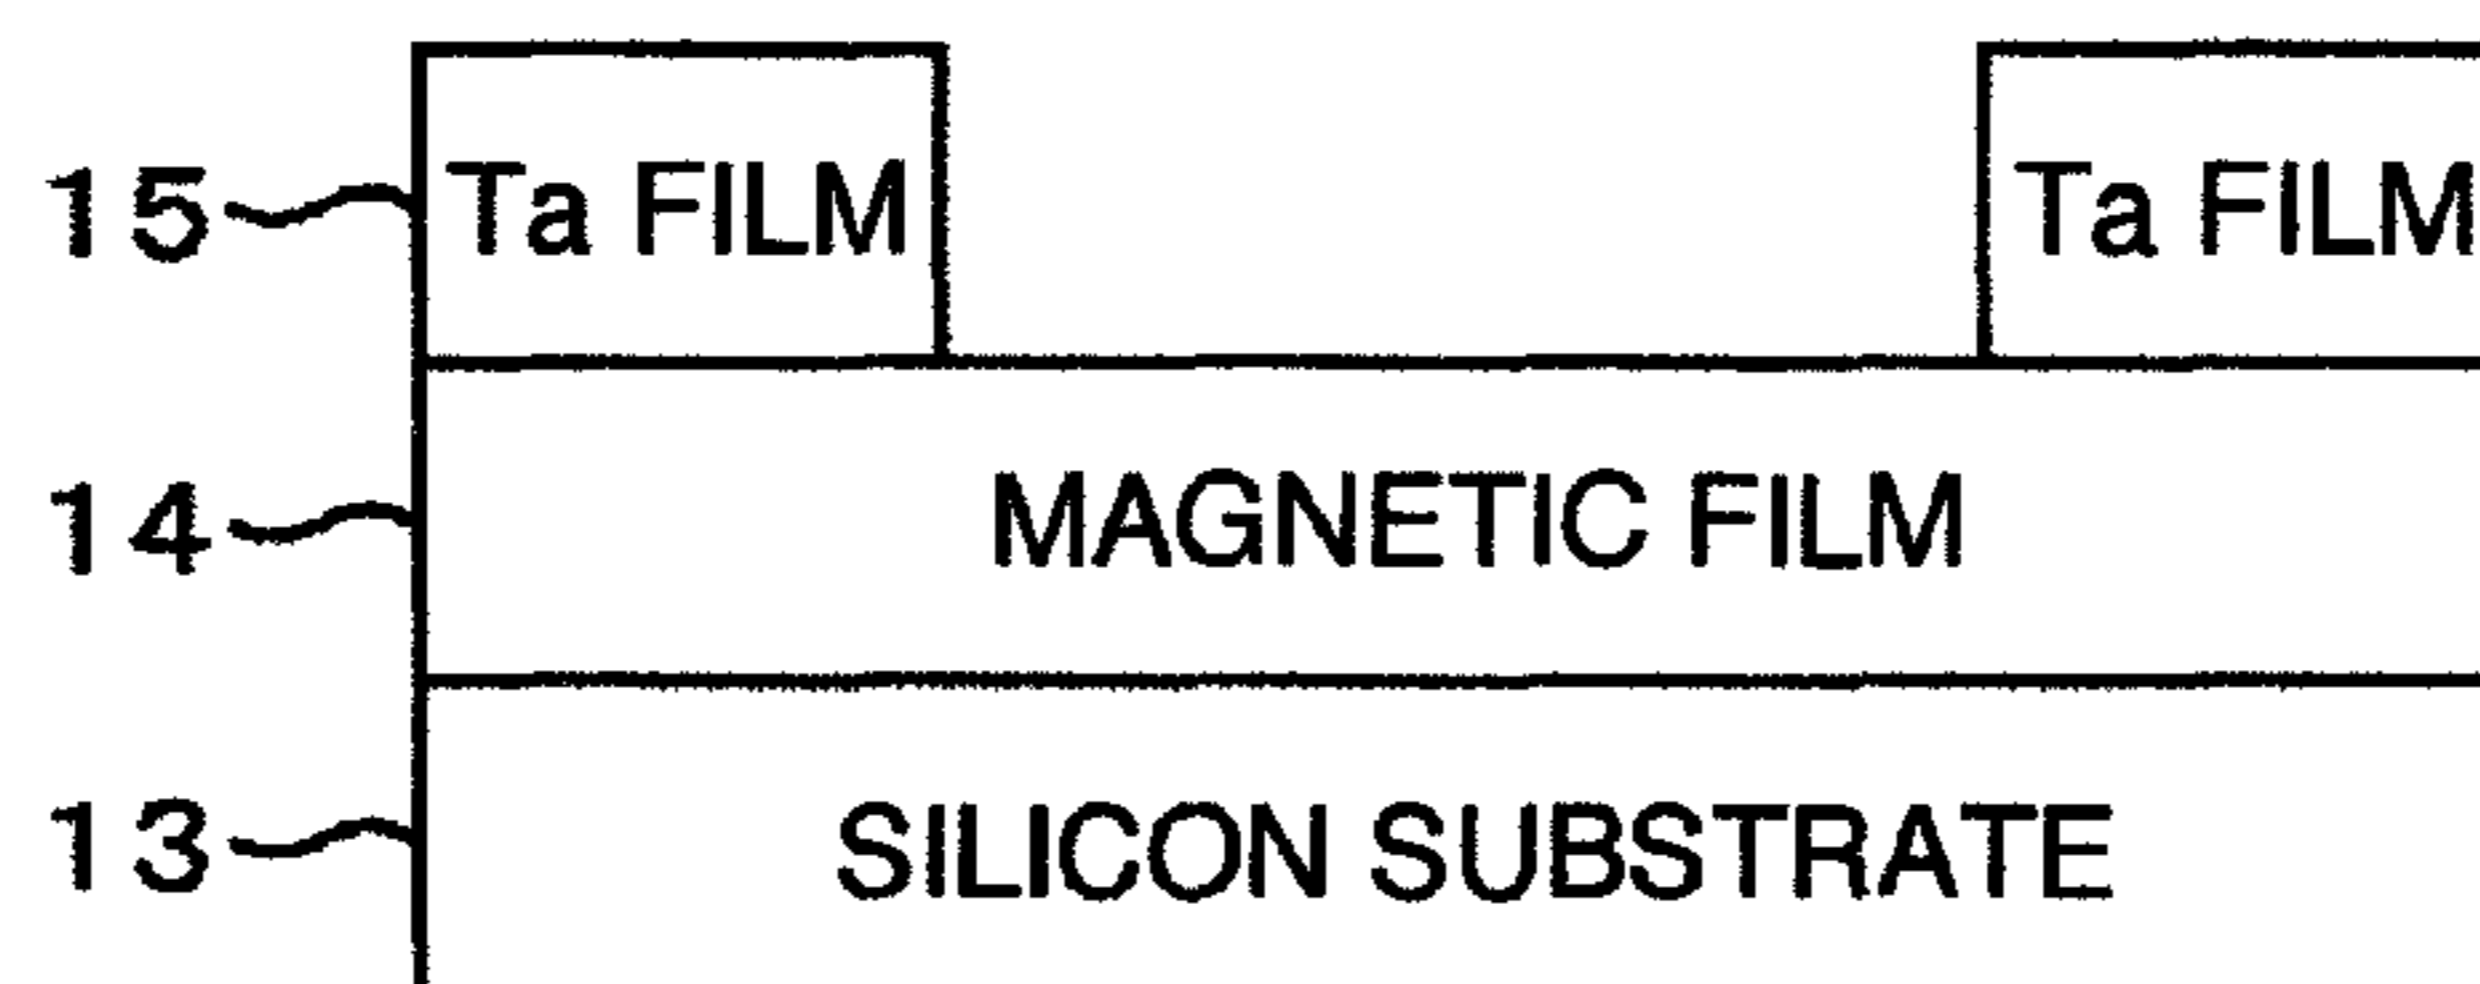 15 Ta FILM Ta FILM
14 MAGNETIC FILM
13 SILICON SUBSTRATE